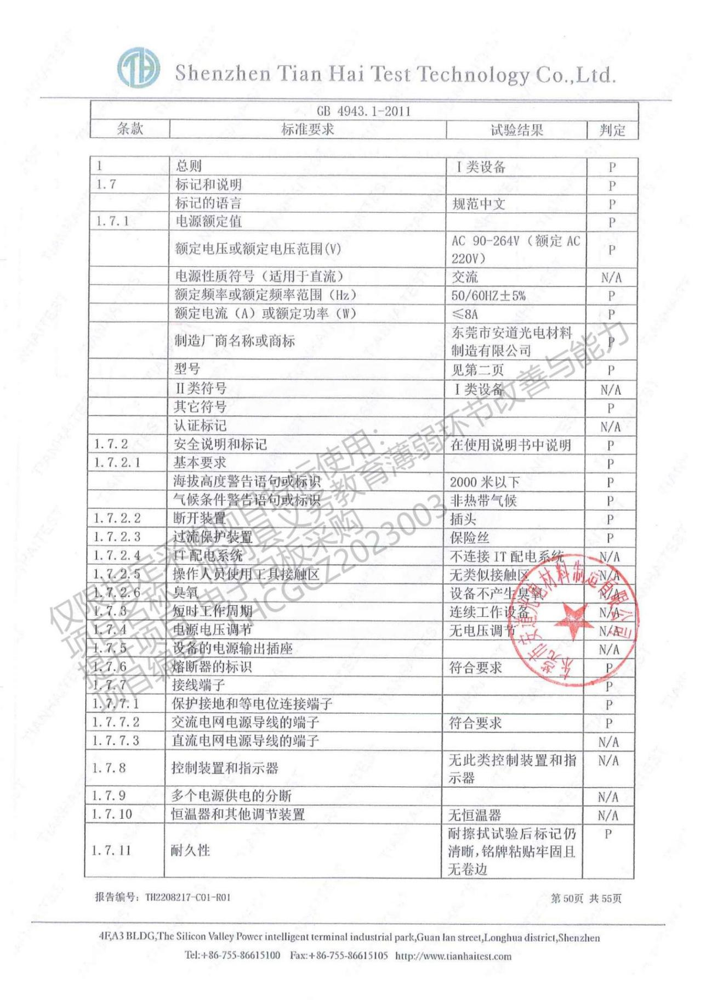 TH Shenzhen Tian Hai Test Technology Co.,Ltd.
GB 4943.1-2011
条款 标准要求 试验结果 判定
1 总则 I类设备 P
1.7 标记和说明 P
标记的语言 规范中文 P
1.7.1 电源额定值 P
额定电压或额定电压范围(V) AC 90-264V（额定 AC
220V） P
电源性质符号（适用于直流） 交流 N/A
额定频率或额定频率范围（Hz） 50/60HZ±5% P
额定电流（A）或额定功率（W） ≤8A P
制造厂商名称或商标 东莞市安道光电材料
制造有限公司 P
型号 见第二页 P
II类符号 I类设备 N/A
其它符号 P
认证标记 N/A
1.7.2 安全说明和标记 在使用说明书中说明 P
1.7.2.1 基本要求 P
海拔高度警告语句或标识 2000 米以下 P
气候条件警告语句或标识 非热带气候 P
1.7.2.2 断开装置 插头 P
1.7.2.3 过流保护装置 保险丝 P
1.7.2.4 IT 配电系统 不连接 IT 配电系统 N/A
1.7.2.5 操作人员使用工具接触区 无类似接触区 N/A
1.7.2.6 臭氧 设备不产生臭氧 N/A
1.7.3 短时工作周期 连续工作设备 N/A
1.7.4 电源电压调节 无电压调节 N/A
1.7.5 设备的电源输出插座 N/A
1.7.6 熔断器的标识 符合要求 P
1.7.7 接线端子 P
1.7.7.1 保护接地和等电位连接端子 P
1.7.7.2 交流电网电源导线的端子 符合要求 P
1.7.7.3 直流电网电源导线的端子 N/A
1.7.8 控制装置和指示器 无此类控制装置和指
示器 N/A
1.7.9 多个电源供电的分断 N/A
1.7.10 恒温器和其他调节装置 无恒温器 N/A
1.7.11 耐久性 耐擦拭试验后标记仍
清晰,铭牌粘贴牢固且
无卷边 P
东莞市安道光电材料制造有限公司
仅限指定采购项目投标使用：
项目名称 县义务教育薄弱环节改善与能力
提升项目 电子白板采购
项目编号 LHCGCZ2023003
报告编号：TH2208217-C01-R01 第50页 共55页
4F,A3 BLDG,The Silicon Valley Power intelligent terminal industrial park,Guan lan street,Longhua district,Shenzhen
Tel:+86-755-86615100 Fax:+86-755-86615105 http://www.tianhaitest.com